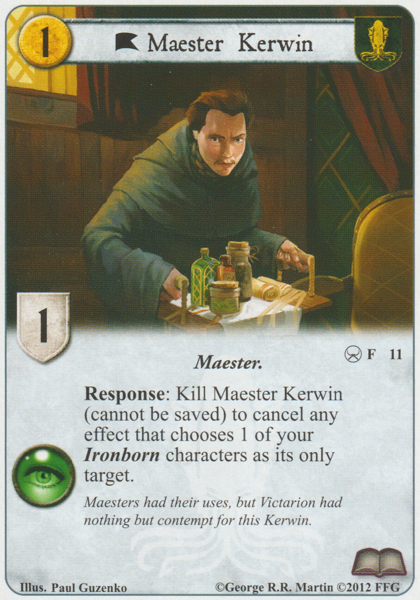 1
Maester Kerwin
1
Maester.
F 11
Response: Kill Maester Kerwin
(cannot be saved) to cancel any
effect that chooses 1 of your
Ironborn characters as its only
target.
Maesters had their uses, but Victarion had
nothing but contempt for this Kerwin.
Illus. Paul Guzenko
©George R.R. Martin ©2012 FFG